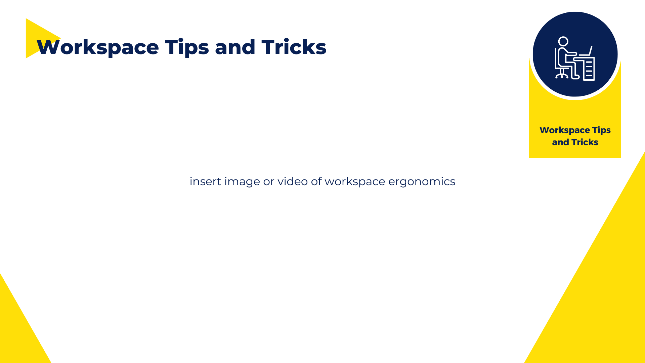 Workspace Tips and Tricks
Workspace Tips
and Tricks
insert image or video of workspace ergonomics